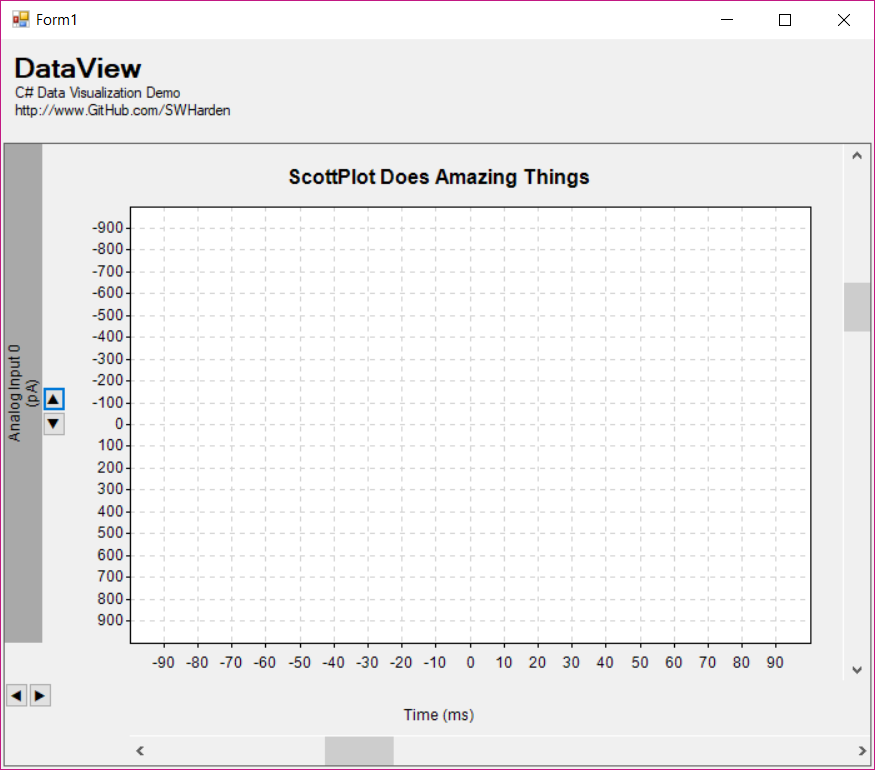 Form1
DataView
C# Data Visualization Demo
http://www.GitHub.com/SWHarden
ScottPlot Does Amazing Things
Analog Input 0
(pA)
-900
-800
-700
-600
-500
-400
-300
-200
-100
0
100
200
300
400
500
600
700
800
900
-90 -80 -70 -60 -50 -40 -30 -20 -10 0 10 20 30 40 50 60 70 80 90
Time (ms)